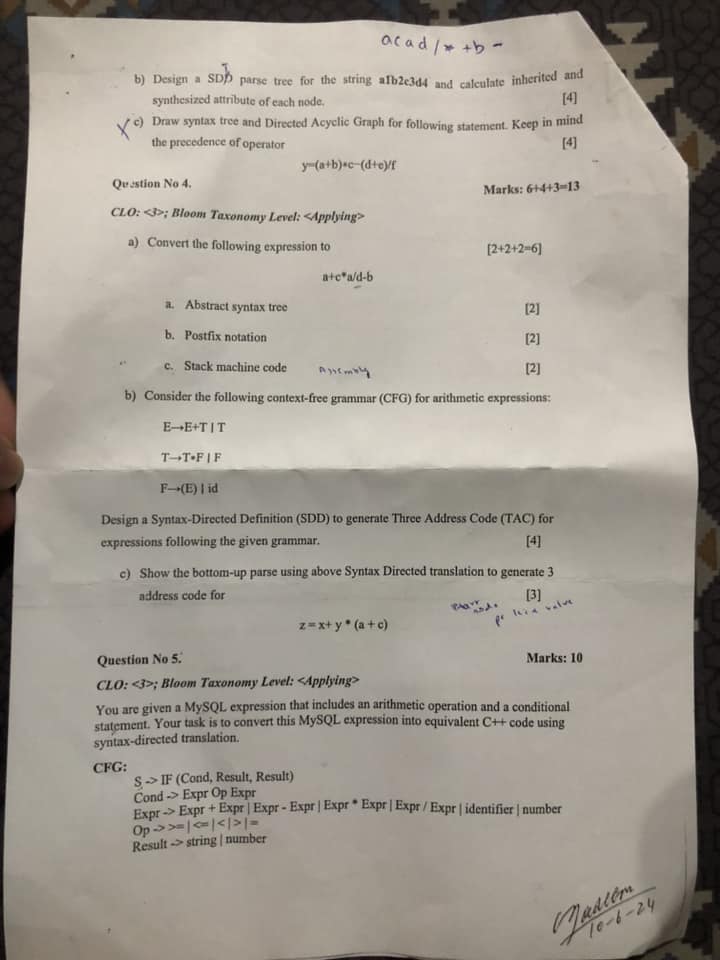 acad/*+b-
b) Design a SDD parse tree for the string a1b2c3d4 and calculate inherited and
synthesized attribute of each node. [4]
c) Draw syntax tree and Directed Acyclic Graph for following statement. Keep in mind
the precedence of operator [4]
y=(a+b)*c-(d+e)/f
Question No 4. Marks: 6+4+3=13
CLO: <3>; Bloom Taxonomy Level: <Applying>
a) Convert the following expression to [2+2+2=6]
a+c*a/d-b
a. Abstract syntax tree [2]
b. Postfix notation [2]
c. Stack machine code Assembly [2]
b) Consider the following context-free grammar (CFG) for arithmetic expressions:
E→E+T | T
T→T*F | F
F→(E) | id
Design a Syntax-Directed Definition (SDD) to generate Three Address Code (TAC) for
expressions following the given grammar. [4]
c) Show the bottom-up parse using above Syntax Directed translation to generate 3
address code for [3]
value
z = x+ y * (a + c)
Question No 5. Marks: 10
CLO: <3>; Bloom Taxonomy Level: <Applying>
You are given a MySQL expression that includes an arithmetic operation and a conditional
statement. Your task is to convert this MySQL expression into equivalent C++ code using
syntax-directed translation.
CFG:
S -> IF (Cond, Result, Result)
Cond -> Expr Op Expr
Expr -> Expr + Expr | Expr - Expr | Expr * Expr | Expr / Expr | identifier | number
Op -> >= | <= | < | > | =
Result -> string | number
10-6-24